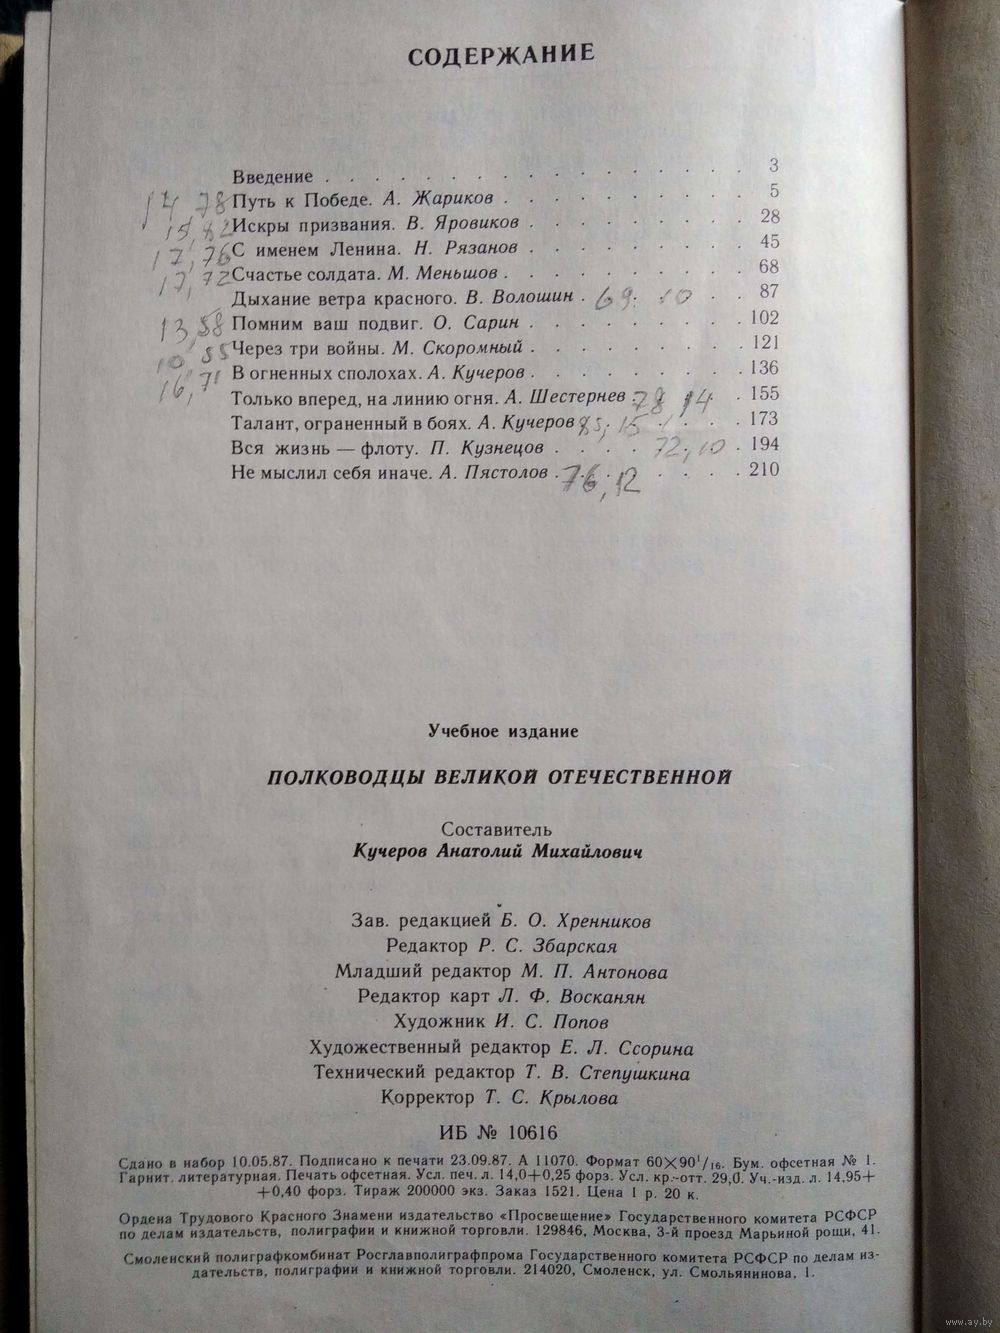 СОДЕРЖАНИЕ
Введение . . . . . . . . . . . . . . . . . 3
14, 78 Путь к Победе. А. Жариков . . . . . . . . . . 5
15, 82 Искры призвания. В. Яровиков . . . . . . . . . 28
17, 76 С именем Ленина. Н. Рязанов . . . . . . . . . 45
17, 72 Счастье солдата. М. Меньшов . . . . . . . . . . 68
Дыхание ветра красного. В. Волошин . 69. 10 . . 87
13, 58 Помним ваш подвиг. О. Сарин . . . . . . . . . 102
10, 55 Через три войны. М. Скоромный . . . . . . . . . 121
16, 71 В огненных сполохах. А. Кучеров . . . . . . . . . 136
Только вперед, на линию огня. А. Шестернев . 78, 14 . 155
Талант, ограненный в боях. А. Кучеров 85, 15 . . . . 173
Вся жизнь — флоту. П. Кузнецов . . . . 72, 10 . 194
Не мыслил себя иначе. А. Пястолов . 76, 12 . . . . 210
Учебное издание
ПОЛКОВОДЦЫ ВЕЛИКОЙ ОТЕЧЕСТВЕННОЙ
Составитель
Кучеров Анатолий Михайлович
Зав. редакцией Б. О. Хренников
Редактор Р. С. Збарская
Младший редактор М. П. Антонова
Редактор карт Л. Ф. Восканян
Художник И. С. Попов
Художественный редактор Е. Л. Ссорина
Технический редактор Т. В. Степушкина
Корректор Т. С. Крылова
ИБ № 10616
Сдано в набор 10.05.87. Подписано к печати 23.09.87. А 11070. Формат 60×90¹/₁₆. Бум. офсетная № 1.
Гарнит. литературная. Печать офсетная. Усл. печ. л. 14,0+0,25 форз. Усл. кр.-отт. 29,0. Уч.-изд. л. 14,95+
+0,40 форз. Тираж 200000 экз. Заказ 1521. Цена 1 р. 20 к.
Ордена Трудового Красного Знамени издательство «Просвещение» Государственного комитета РСФСР
по делам издательств, полиграфии и книжной торговли. 129846, Москва, 3-й проезд Марьиной рощи, 41.
Смоленский полиграфкомбинат Росглавполиграфпрома Государственного комитета РСФСР по делам из-
дательств, полиграфии и книжной торговли. 214020, Смоленск, ул. Смольянинова, 1.
www.ay.by